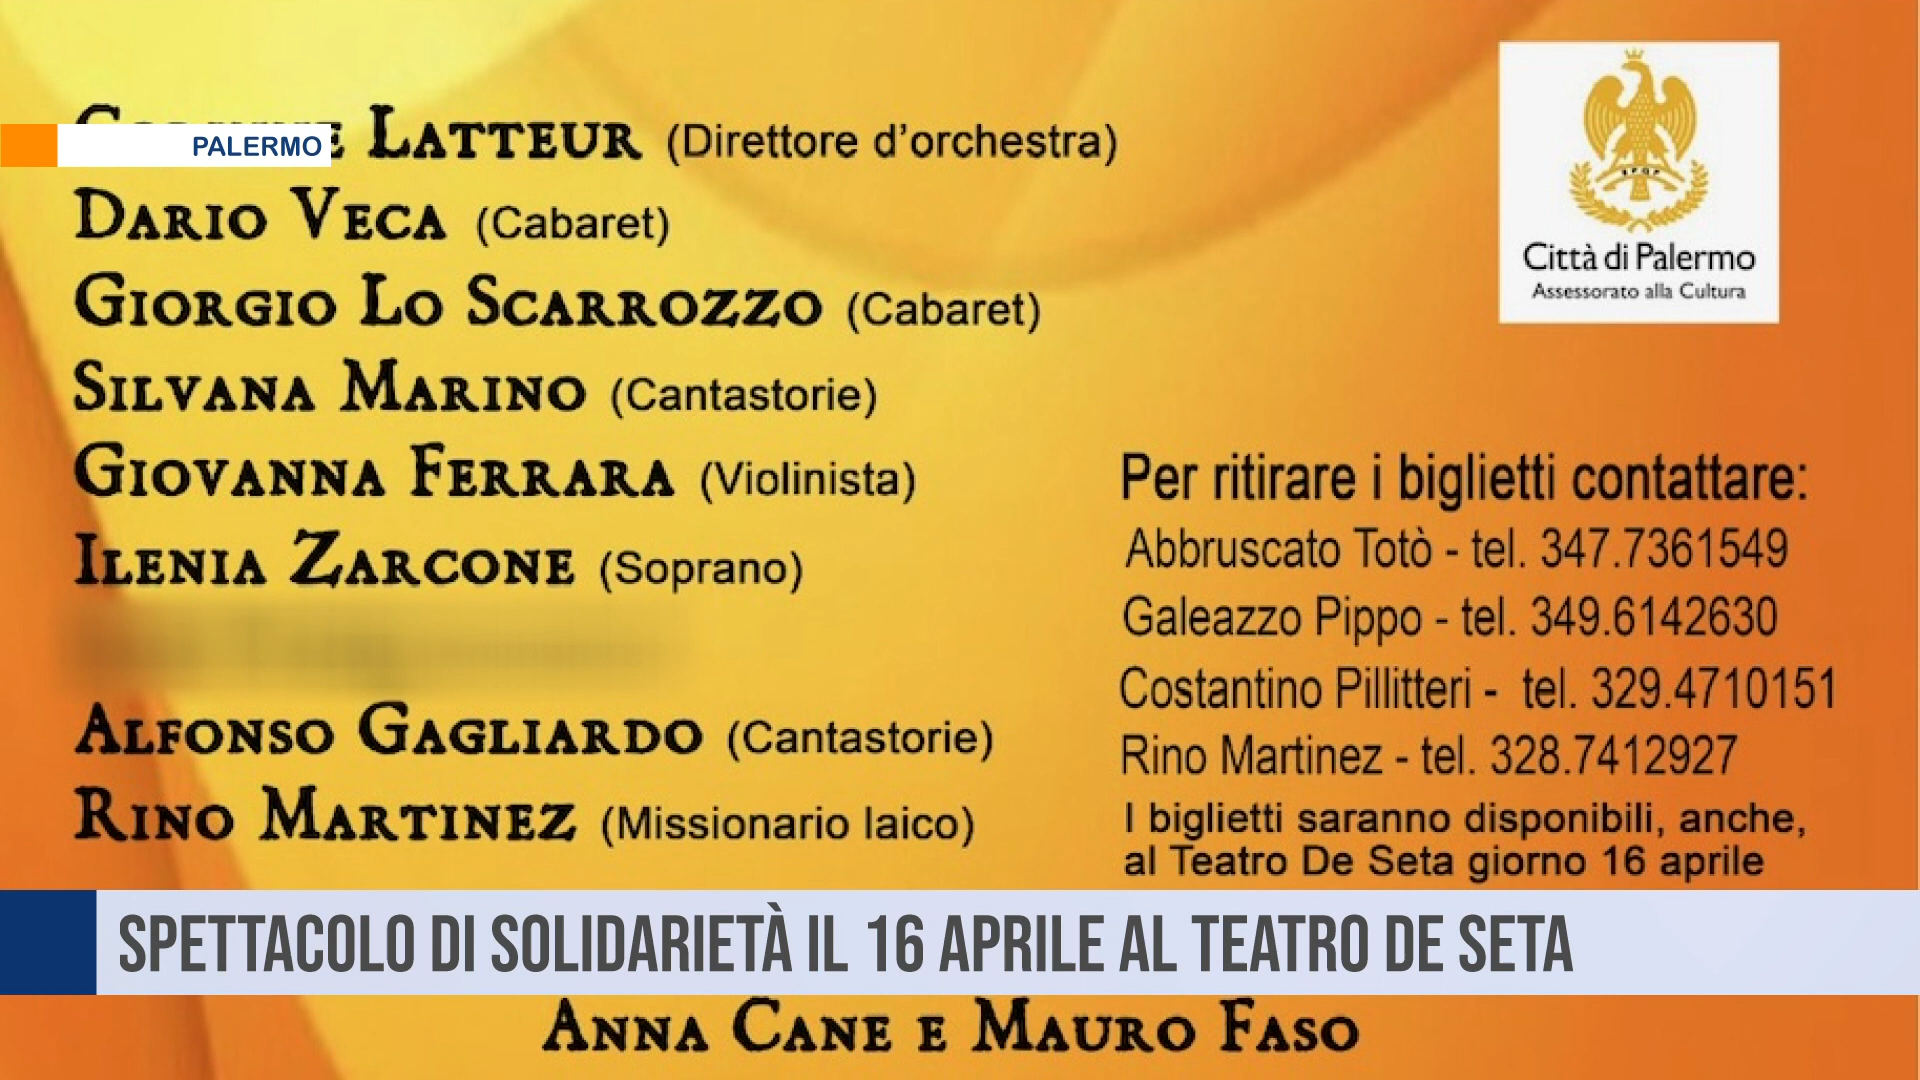 LATTEUR (Direttore d'orchestra)
PALERMO
DARIO VECA (Cabaret)
GIORGIO LO SCARROZZO (Cabaret)
SILVANA MARINO (Cantastorie)
GIOVANNA FERRARA (Violinista)
ILENIA ZARCONE (Soprano)
ALFONSO GAGLIARDO (Cantastorie)
RINO MARTINEZ (Missionario laico)
S.P.Q.P.
Città di Palermo
Assessorato alla Cultura
Per ritirare i biglietti contattare:
Abbruscato Totò - tel. 347.7361549
Galeazzo Pippo - tel. 349.6142630
Costantino Pillitteri - tel. 329.4710151
Rino Martinez - tel. 328.7412927
I biglietti saranno disponibili, anche,
al Teatro De Seta giorno 16 aprile
SPETTACOLO DI SOLIDARIETÀ IL 16 APRILE AL TEATRO DE SETA
ANNA CANE E MAURO FASO